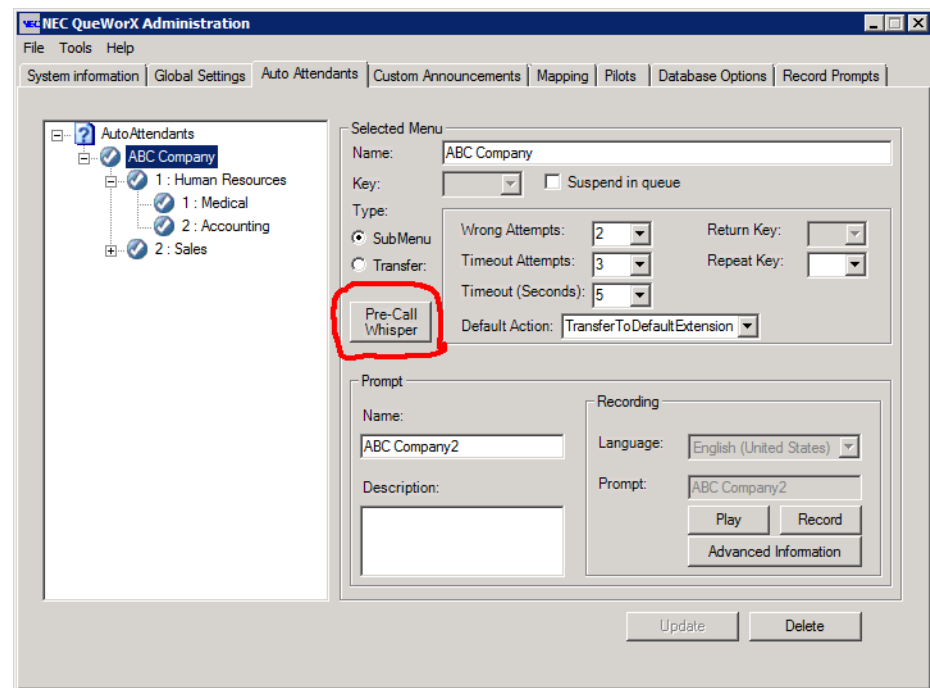 NEC NEC QueWorX Administration
File Tools Help
System information Global Settings Auto Attendants Custom Announcements Mapping Pilots Database Options Record Prompts
AutoAttendants
ABC Company
1 : Human Resources
1 : Medical
2 : Accounting
2 : Sales
Selected Menu
Name: ABC Company
Key: Suspend in queue
Type:
SubMenu
Transfer:
Wrong Attempts: 2 Return Key:
Timeout Attempts: 3 Repeat Key:
Timeout (Seconds): 5
Default Action: TransferToDefaultExtension
Pre-Call
Whisper
Prompt
Name:
ABC Company2
Description:
Recording
Language: English (United States)
Prompt: ABC Company2
Play Record
Advanced Information
Update Delete